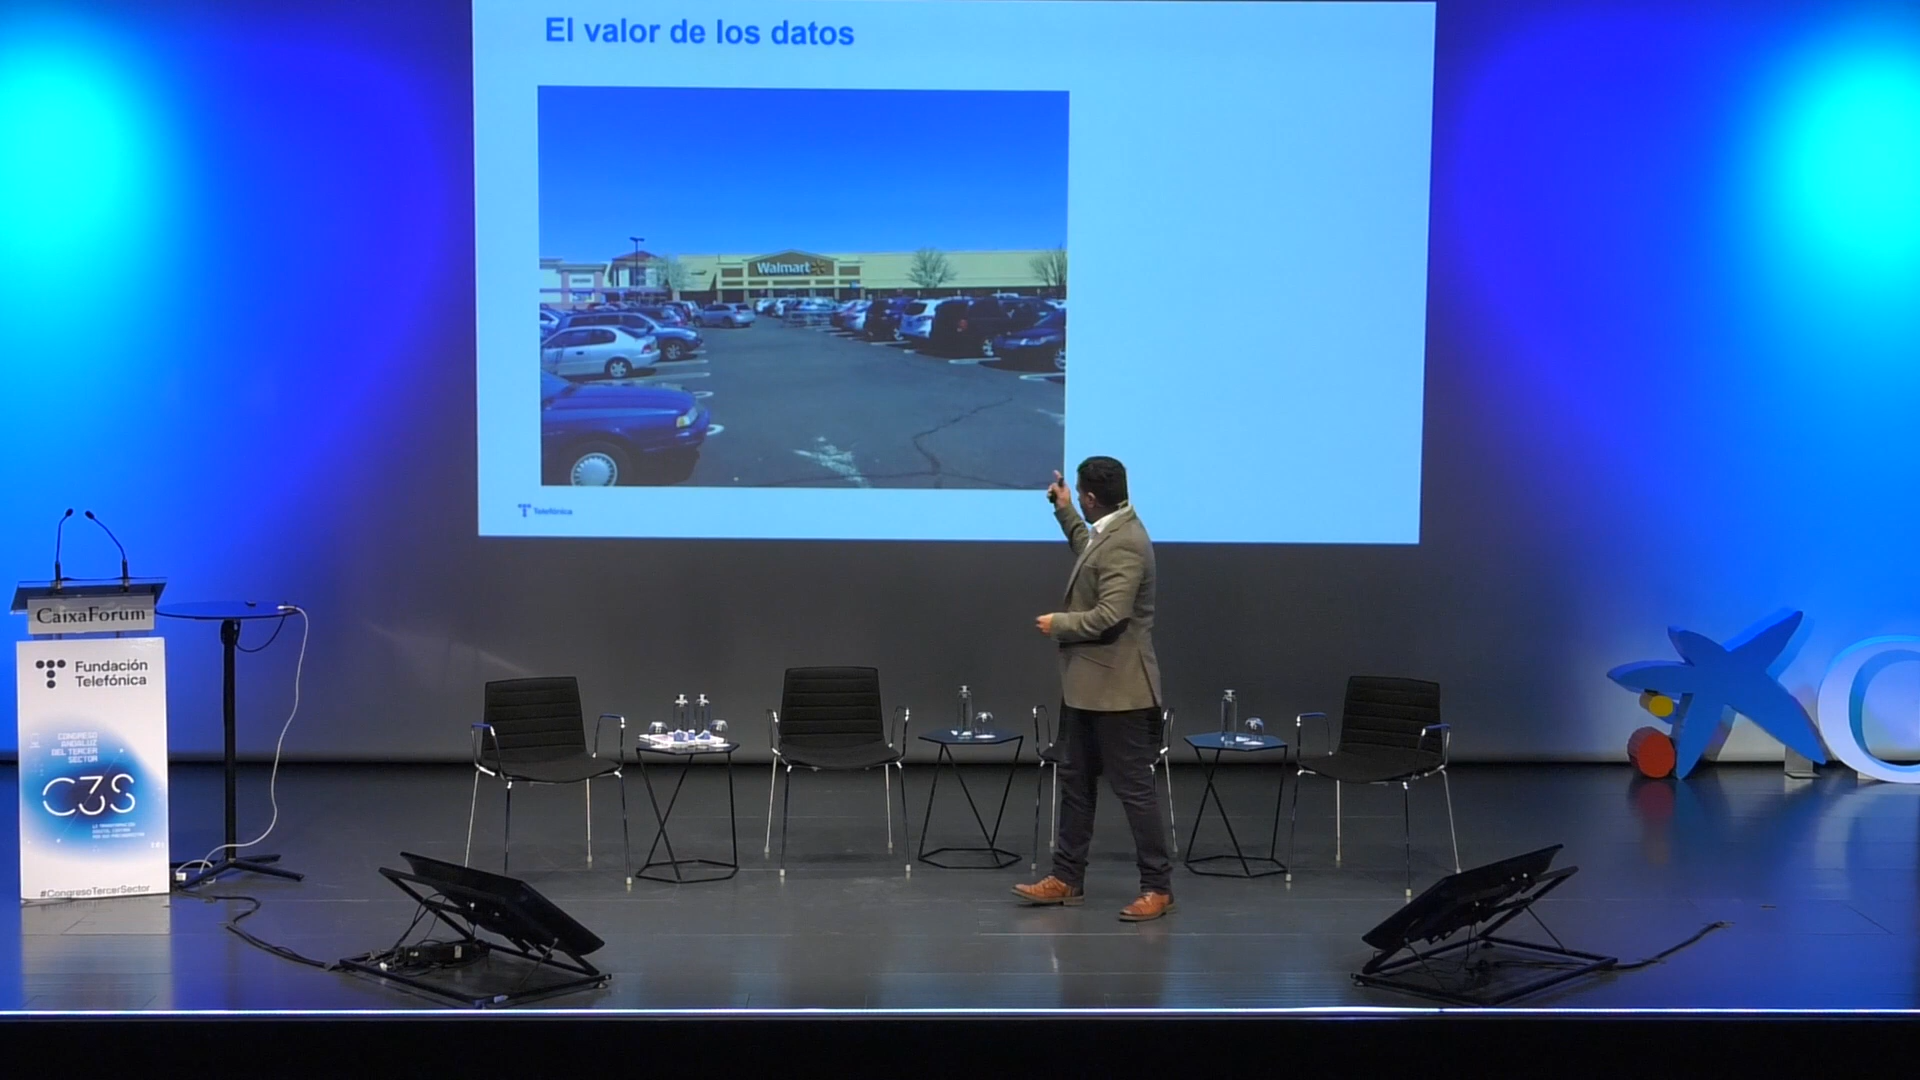 El valor de los datos
Walmart
Telefónica
CaixaForum
Fundación
Telefónica
CONGRESO
ANDALUZ
DEL TERCER
SECTOR
C3S
#CongresoTercerSector
C